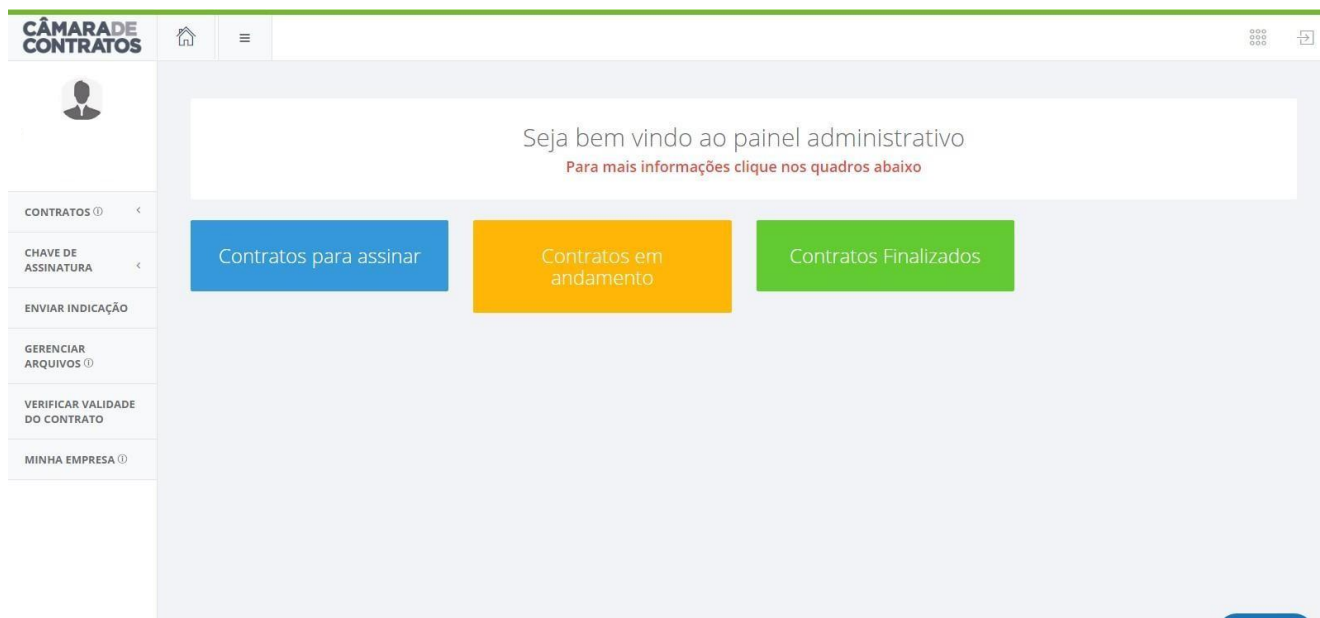 CÂMARADE
CONTRATOS
Seja bem vindo ao painel administrativo
Para mais informações clique nos quadros abaixo
CONTRATOS
CHAVE DE
ASSINATURA
ENVIAR INDICAÇÃO
GERENCIAR
ARQUIVOS
VERIFICAR VALIDADE
DO CONTRATO
MINHA EMPRESA
Contratos para assinar
Contratos em
andamento
Contratos Finalizados